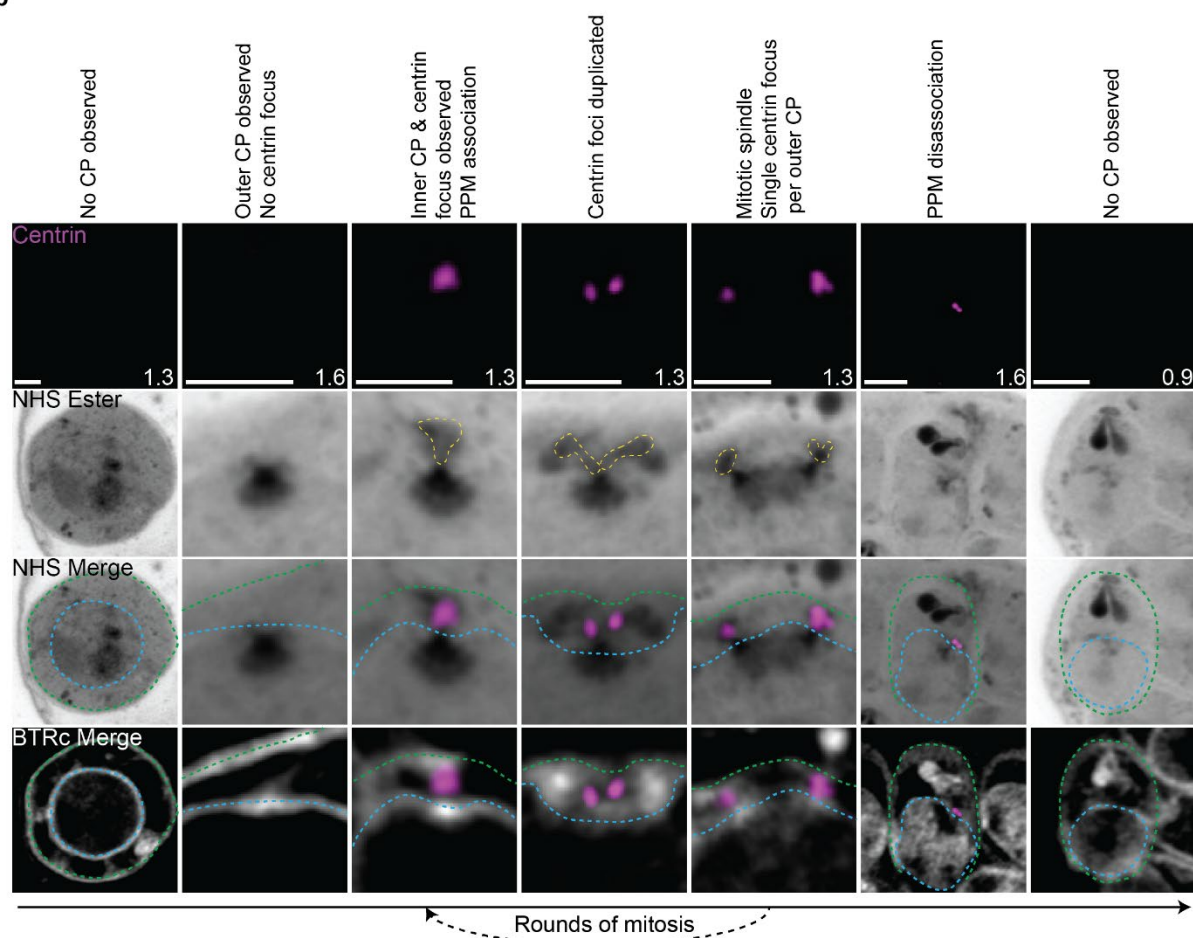 No CP observed
Outer CP observed
No centrin focus
Inner CP & centrin
focus observed
PPM association
Centrin foci duplicated
Mitotic spindle
Single centrin focus
per outer CP
PPM disassociation
No CP observed
Centrin
1.3
1.6
1.3
1.3
1.3
1.6
0.9
NHS Ester
NHS Merge
BTRc Merge
Rounds of mitosis